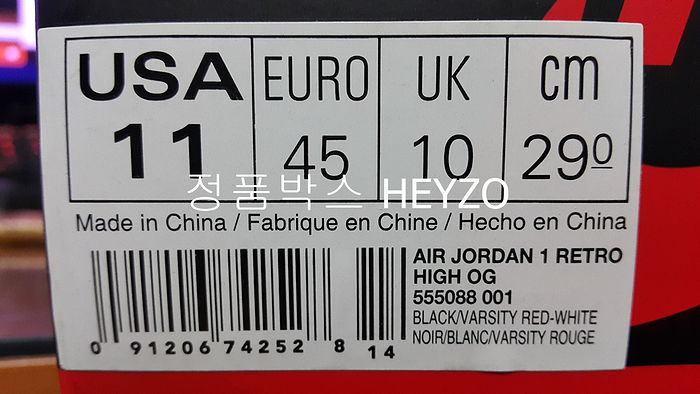 USA EURO UK cm
11 45 10 290
정품박스 HEYZO
Made in China / Fabrique en Chine / Hecho en China
AIR JORDAN 1 RETRO
HIGH OG
555088 001
BLACK/VARSITY RED-WHITE
NOIR/BLANC/VARSITY ROUGE
0 91206 74252 8 14